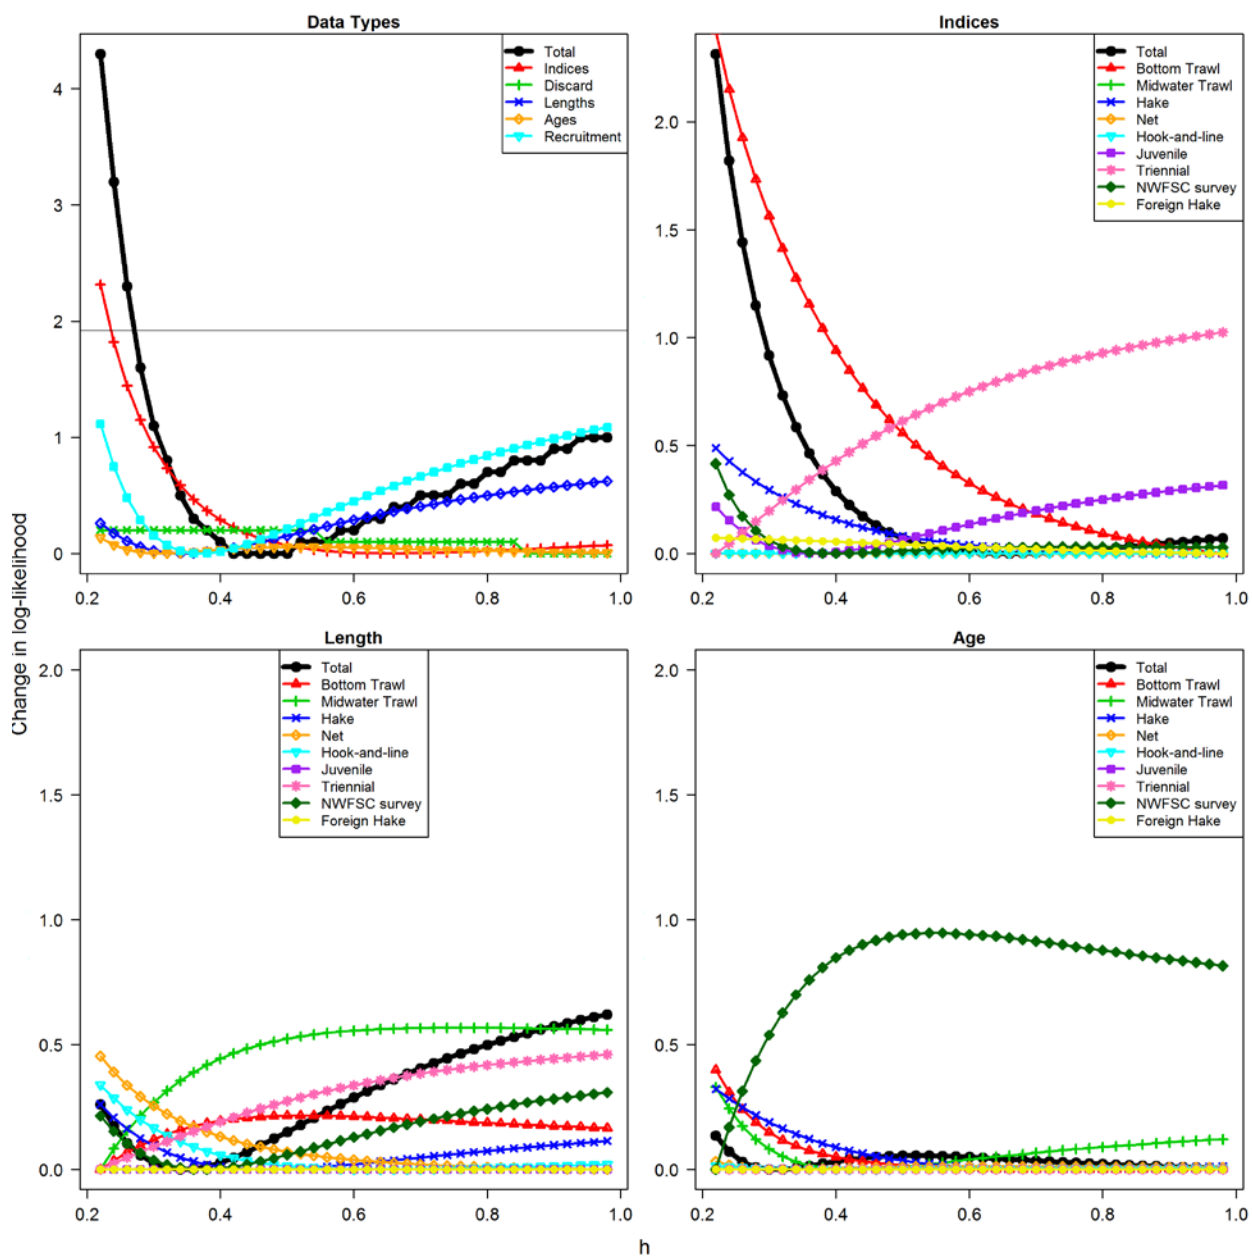 Data Types
4
3
2
1
0
Total
Indices
Discard
Lengths
Ages
Recruitment
0.2 0.4 0.6 0.8 1.0
Indices
2.0
1.5
1.0
0.5
0.0
Total
Bottom Trawl
Midwater Trawl
Hake
Net
Hook-and-line
Juvenile
Triennial
NWFSC survey
Foreign Hake
0.2 0.4 0.6 0.8 1.0
Change in log-likelihood
Length
2.0
1.5
1.0
0.5
0.0
Total
Bottom Trawl
Midwater Trawl
Hake
Net
Hook-and-line
Juvenile
Triennial
NWFSC survey
Foreign Hake
0.2 0.4 0.6 0.8 1.0
Age
2.0
1.5
1.0
0.5
0.0
Total
Bottom Trawl
Midwater Trawl
Hake
Net
Hook-and-line
Juvenile
Triennial
NWFSC survey
Foreign Hake
0.2 0.4 0.6 0.8 1.0
h